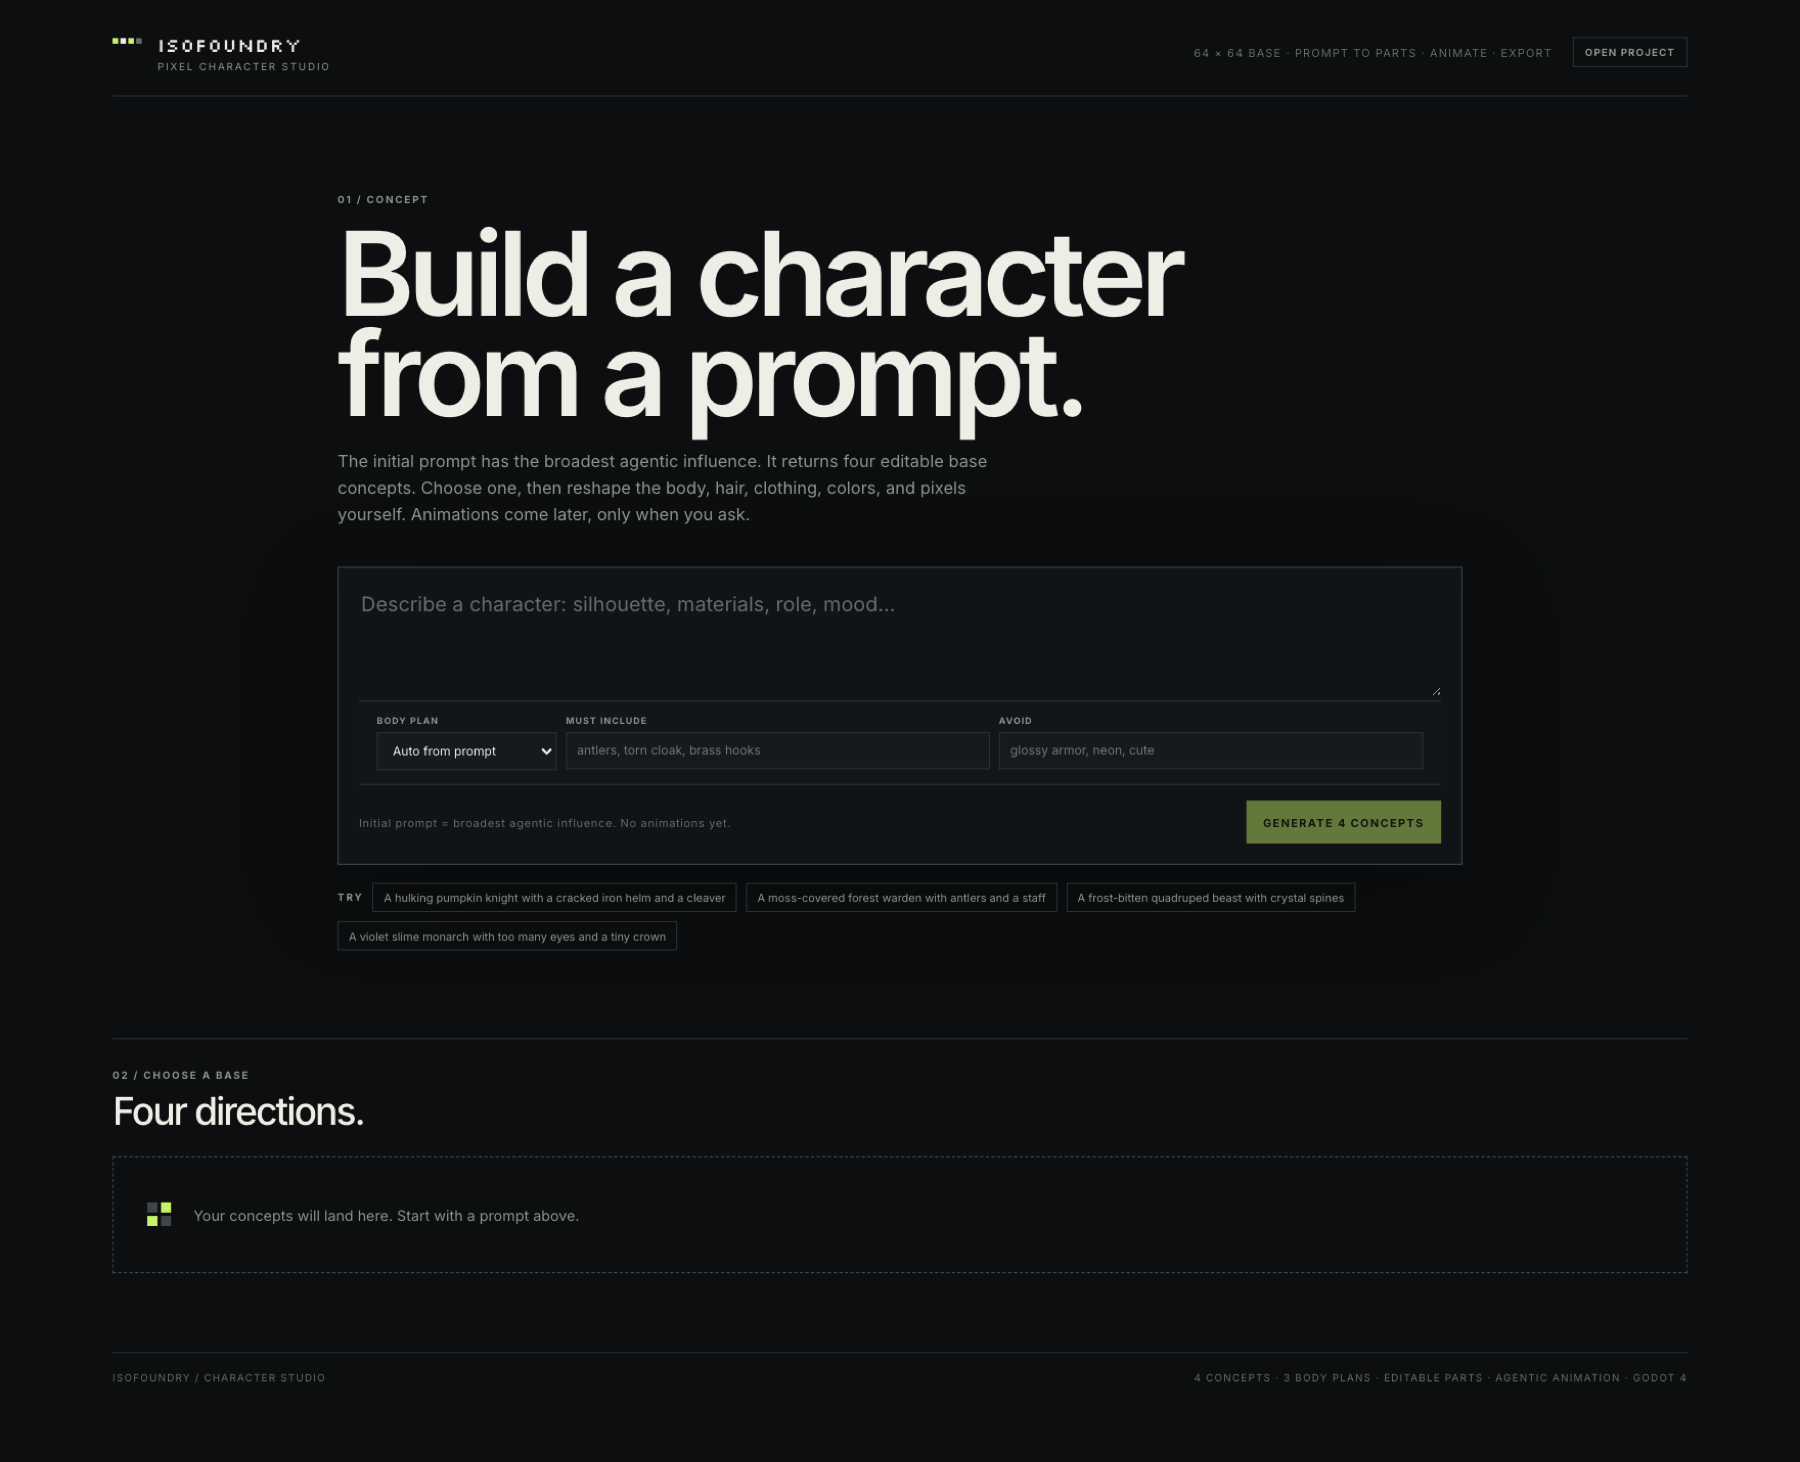 ISOFOUNDRY
PIXEL CHARACTER STUDIO
64 × 64 BASE · PROMPT TO PARTS · ANIMATE · EXPORT
OPEN PROJECT
01 / CONCEPT
Build a character
from a prompt.
The initial prompt has the broadest agentic influence. It returns four editable base
concepts. Choose one, then reshape the body, hair, clothing, colors, and pixels
yourself. Animations come later, only when you ask.
Describe a character: silhouette, materials, role, mood...
BODY PLAN
Auto from prompt
MUST INCLUDE
antlers, torn cloak, brass hooks
AVOID
glossy armor, neon, cute
Initial prompt = broadest agentic influence. No animations yet.
GENERATE 4 CONCEPTS
TRY
A hulking pumpkin knight with a cracked iron helm and a cleaver
A moss-covered forest warden with antlers and a staff
A frost-bitten quadruped beast with crystal spines
A violet slime monarch with too many eyes and a tiny crown
02 / CHOOSE A BASE
Four directions.
Your concepts will land here. Start with a prompt above.
ISOFOUNDRY / CHARACTER STUDIO
4 CONCEPTS · 3 BODY PLANS · EDITABLE PARTS · AGENTIC ANIMATION · GODOT 4